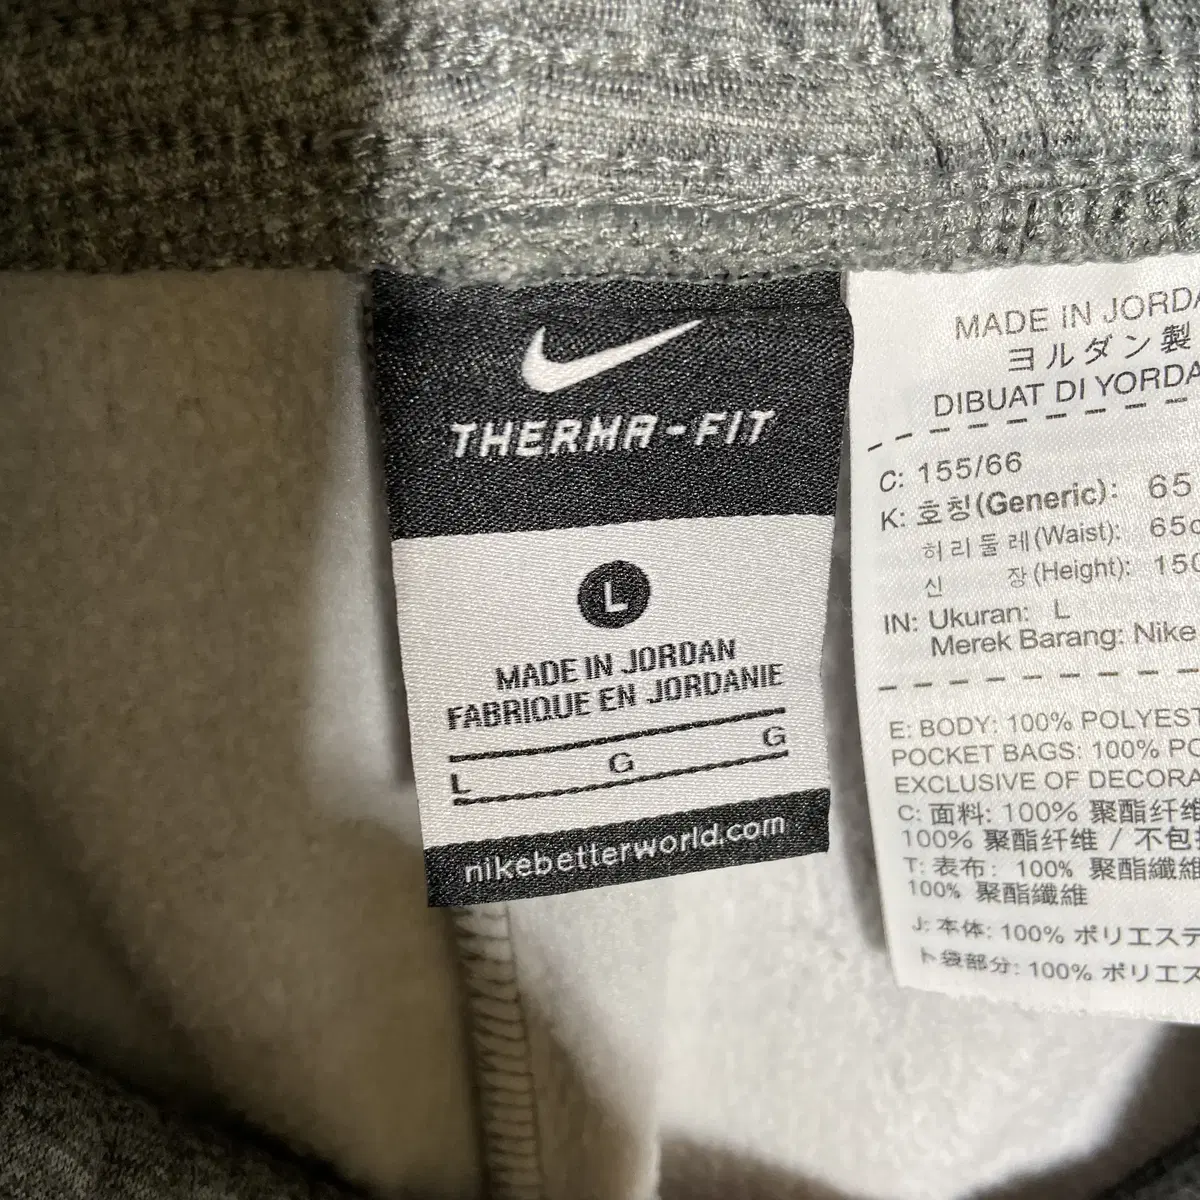 THERMA-FIT
L
MADE IN JORDAN
FABRIQUE EN JORDANIE
L G G
nikebetterworld.com
MADE IN JORDA
ヨルダン製
DIBUAT DI YORDA
C: 155/66
K: 호칭(Generic): 65
허리둘레(Waist): 65c
신 장(Height): 150
IN: Ukuran: L
Merek Barang: Nike
E: BODY: 100% POLYEST
POCKET BAGS: 100% PO
EXCLUSIVE OF DECORA
C: 面料: 100% 聚酯纤维
100% 聚酯纤维 / 不包
T: 表布: 100% 聚酯纖維
100% 聚酯纖維
J: 本体: 100% ポリエステ
ト袋部分: 100% ポリエス